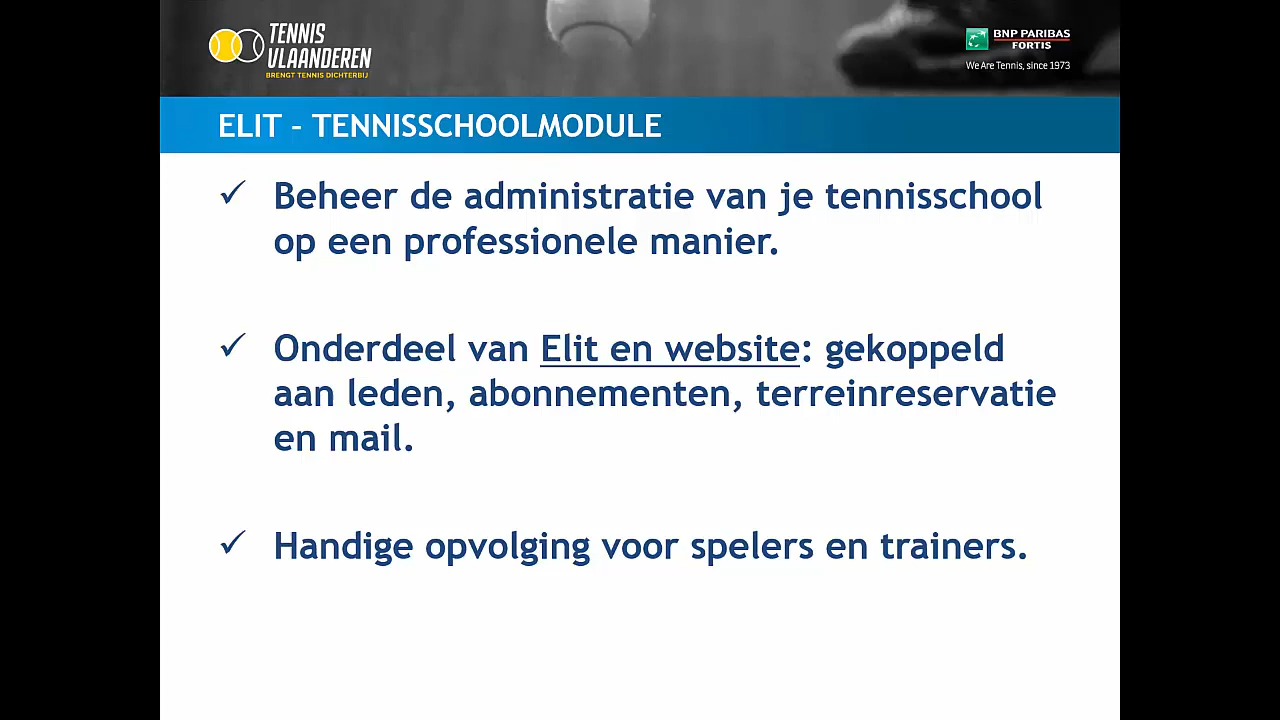 TENNIS
VLAANDEREN
BRENGT TENNIS DICHTERBIJ
BNP PARIBAS
FORTIS
We Are Tennis, since 1973
ELIT – TENNISSCHOOLMODULE
✓ Beheer de administratie van je tennisschool
op een professionele manier.
✓ Onderdeel van Elit en website: gekoppeld
aan leden, abonnementen, terreinreservatie
en mail.
✓ Handige opvolging voor spelers en trainers.